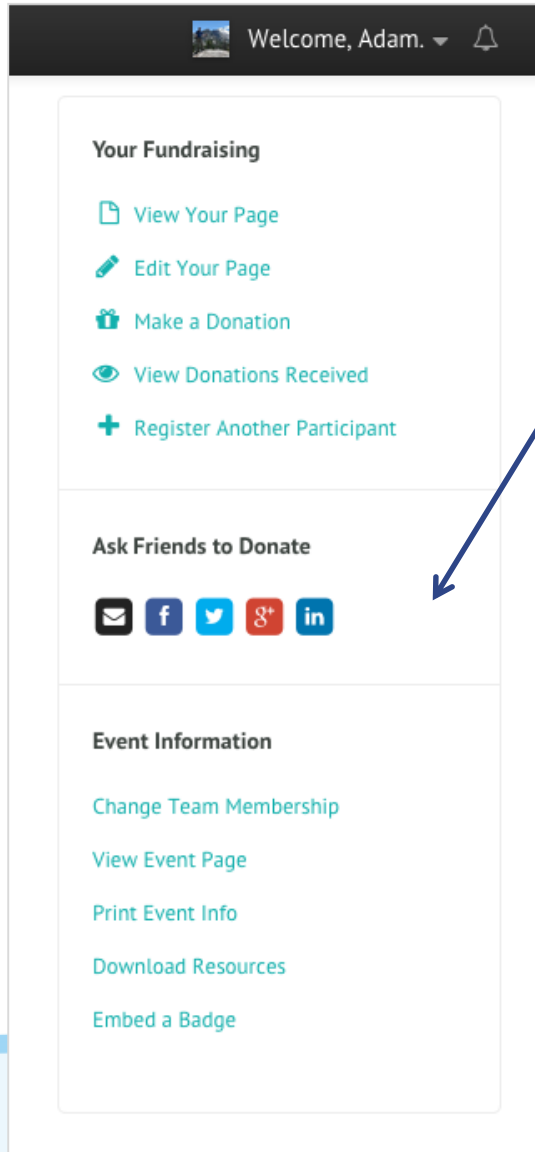 Welcome, Adam.
Your Fundraising
View Your Page
Edit Your Page
Make a Donation
View Donations Received
Register Another Participant
Ask Friends to Donate
f g+ in
Event Information
Change Team Membership
View Event Page
Print Event Info
Download Resources
Embed a Badge